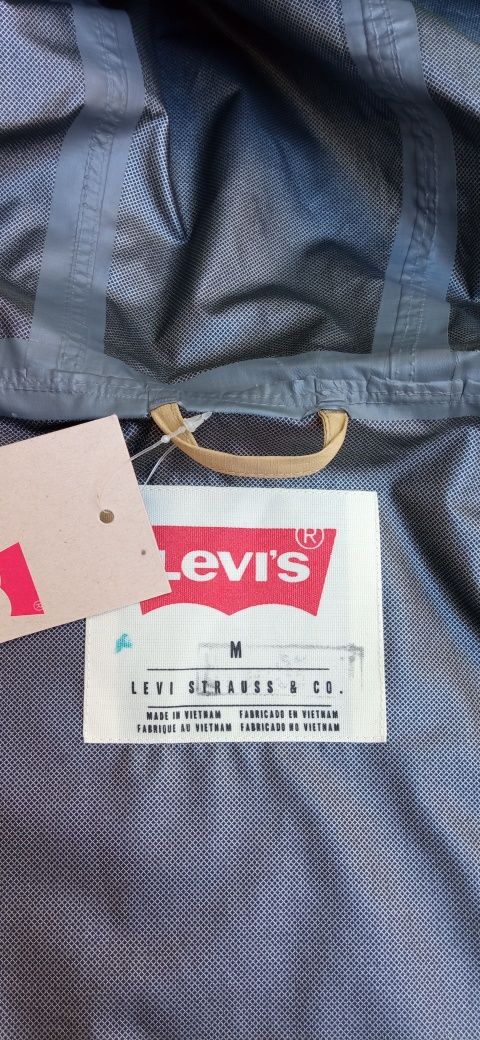 Levi's®
M
LEVI STRAUSS & CO.
MADE IN VIETNAM FABRICADO EN VIETNAM
FABRIQUE AU VIETNAM FABRICADO NO VIETNAM